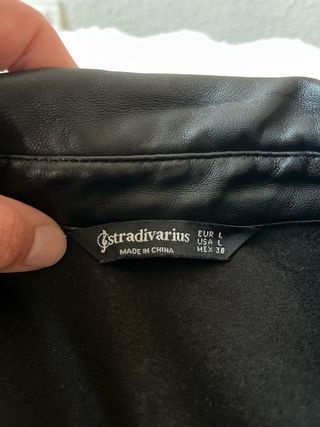 Stradivarius
MADE IN CHINA
EUR L
USA L
MEX 30